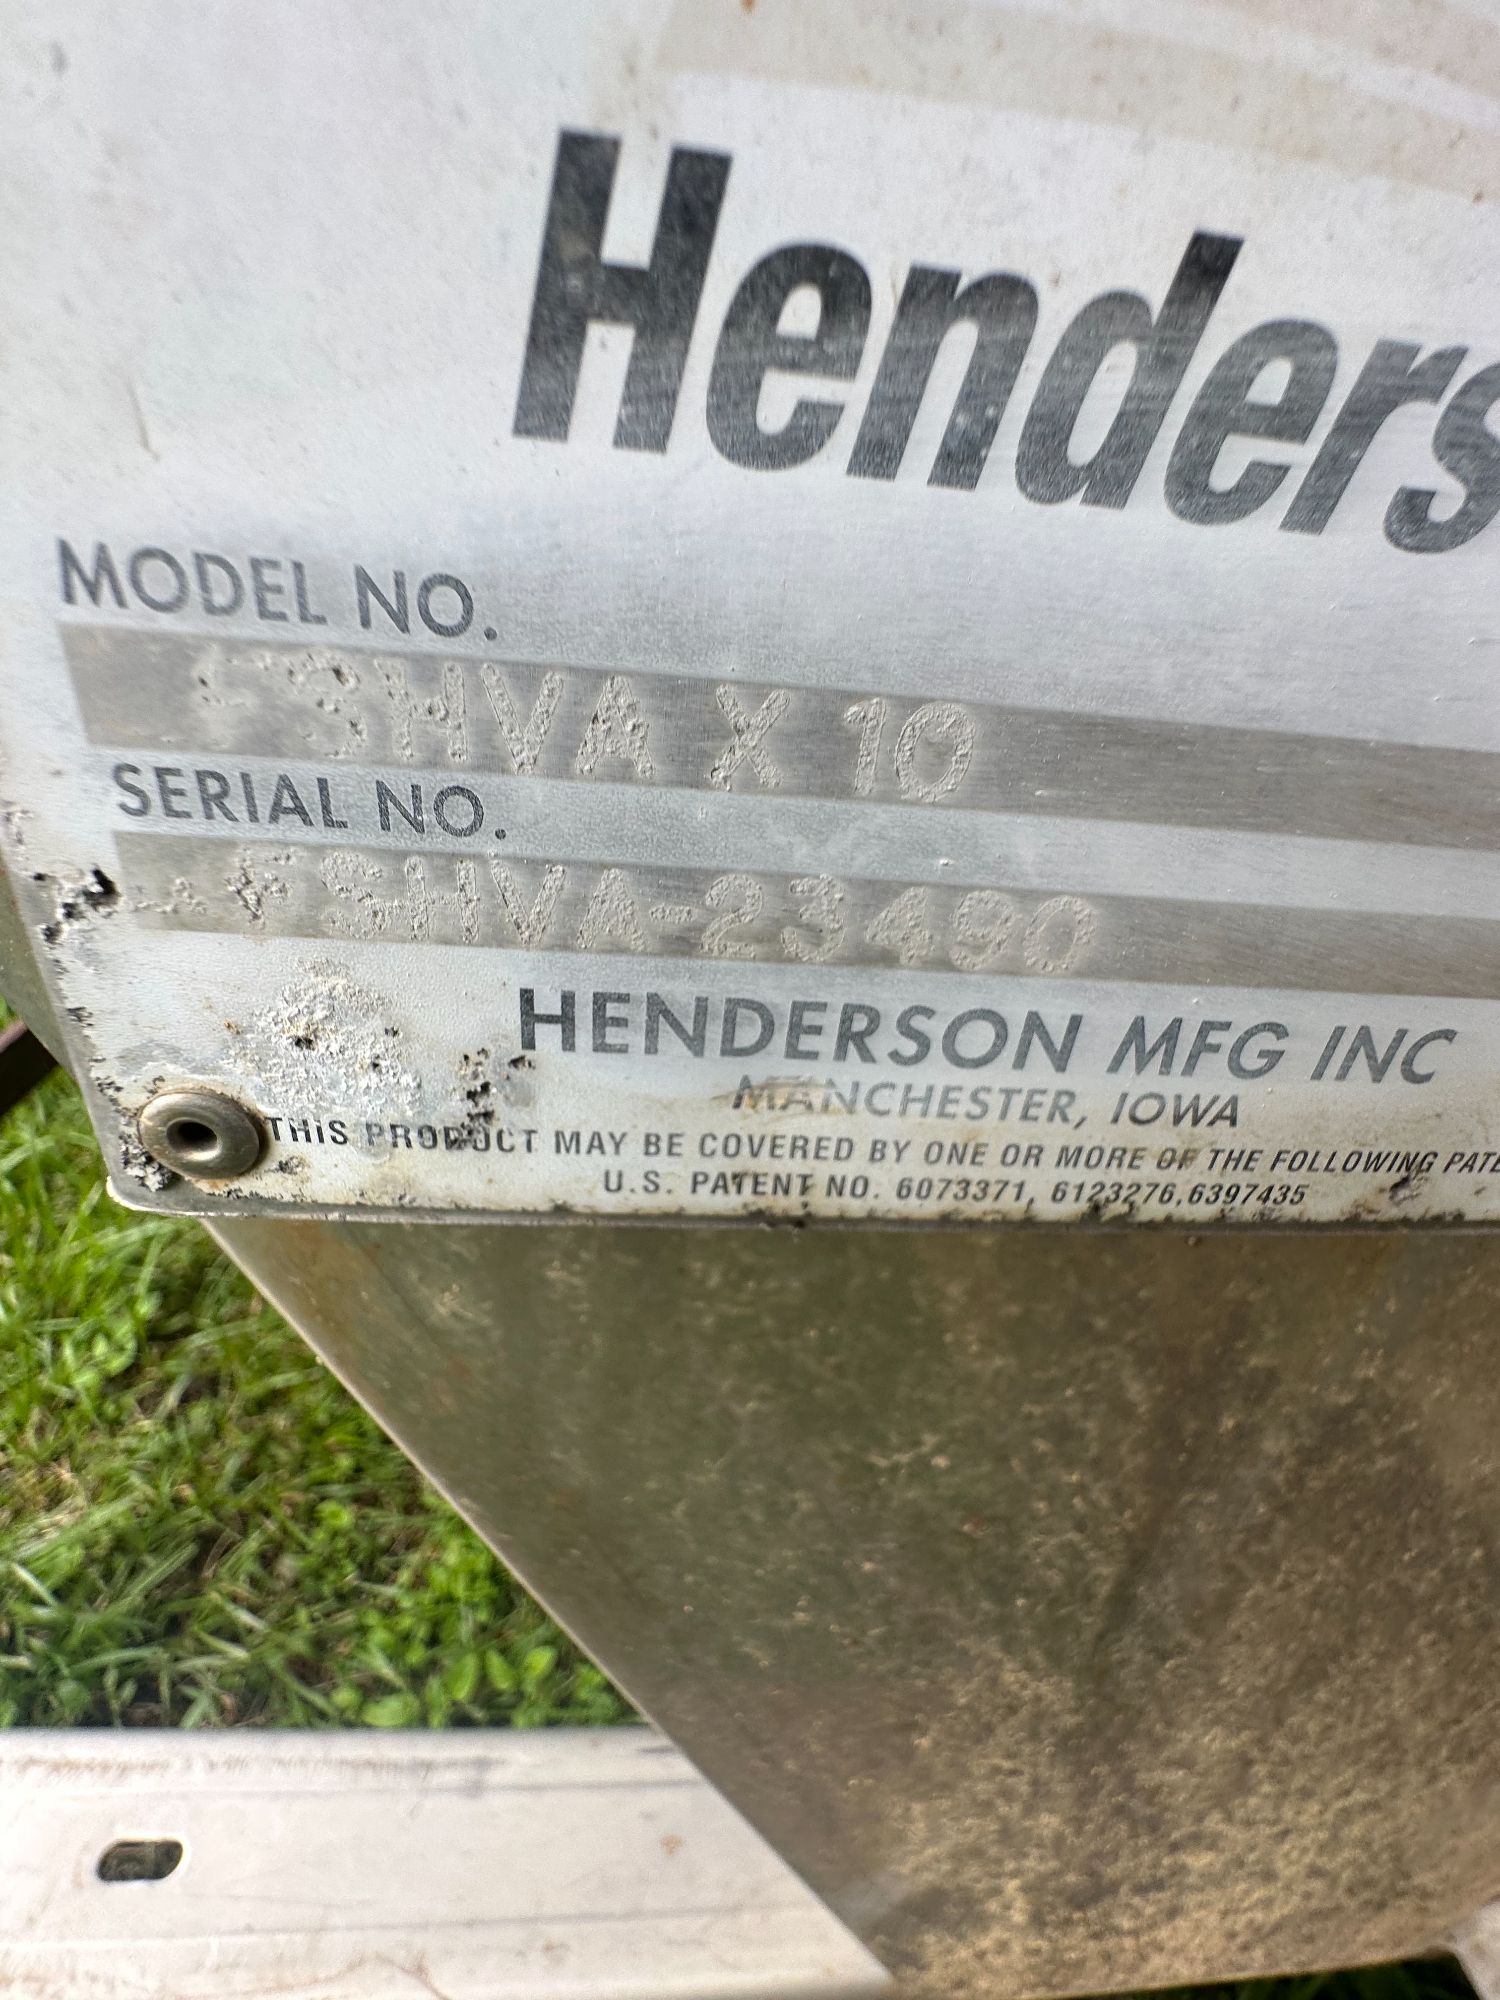 Henders
MODEL NO.
FSHVA X 10
SERIAL NO.
FSHVA-23490
HENDERSON MFG INC
MANCHESTER, IOWA
THIS PRODUCT MAY BE COVERED BY ONE OR MORE OF THE FOLLOWING PATE
U.S. PATENT NO. 6073371, 6123276,6397435